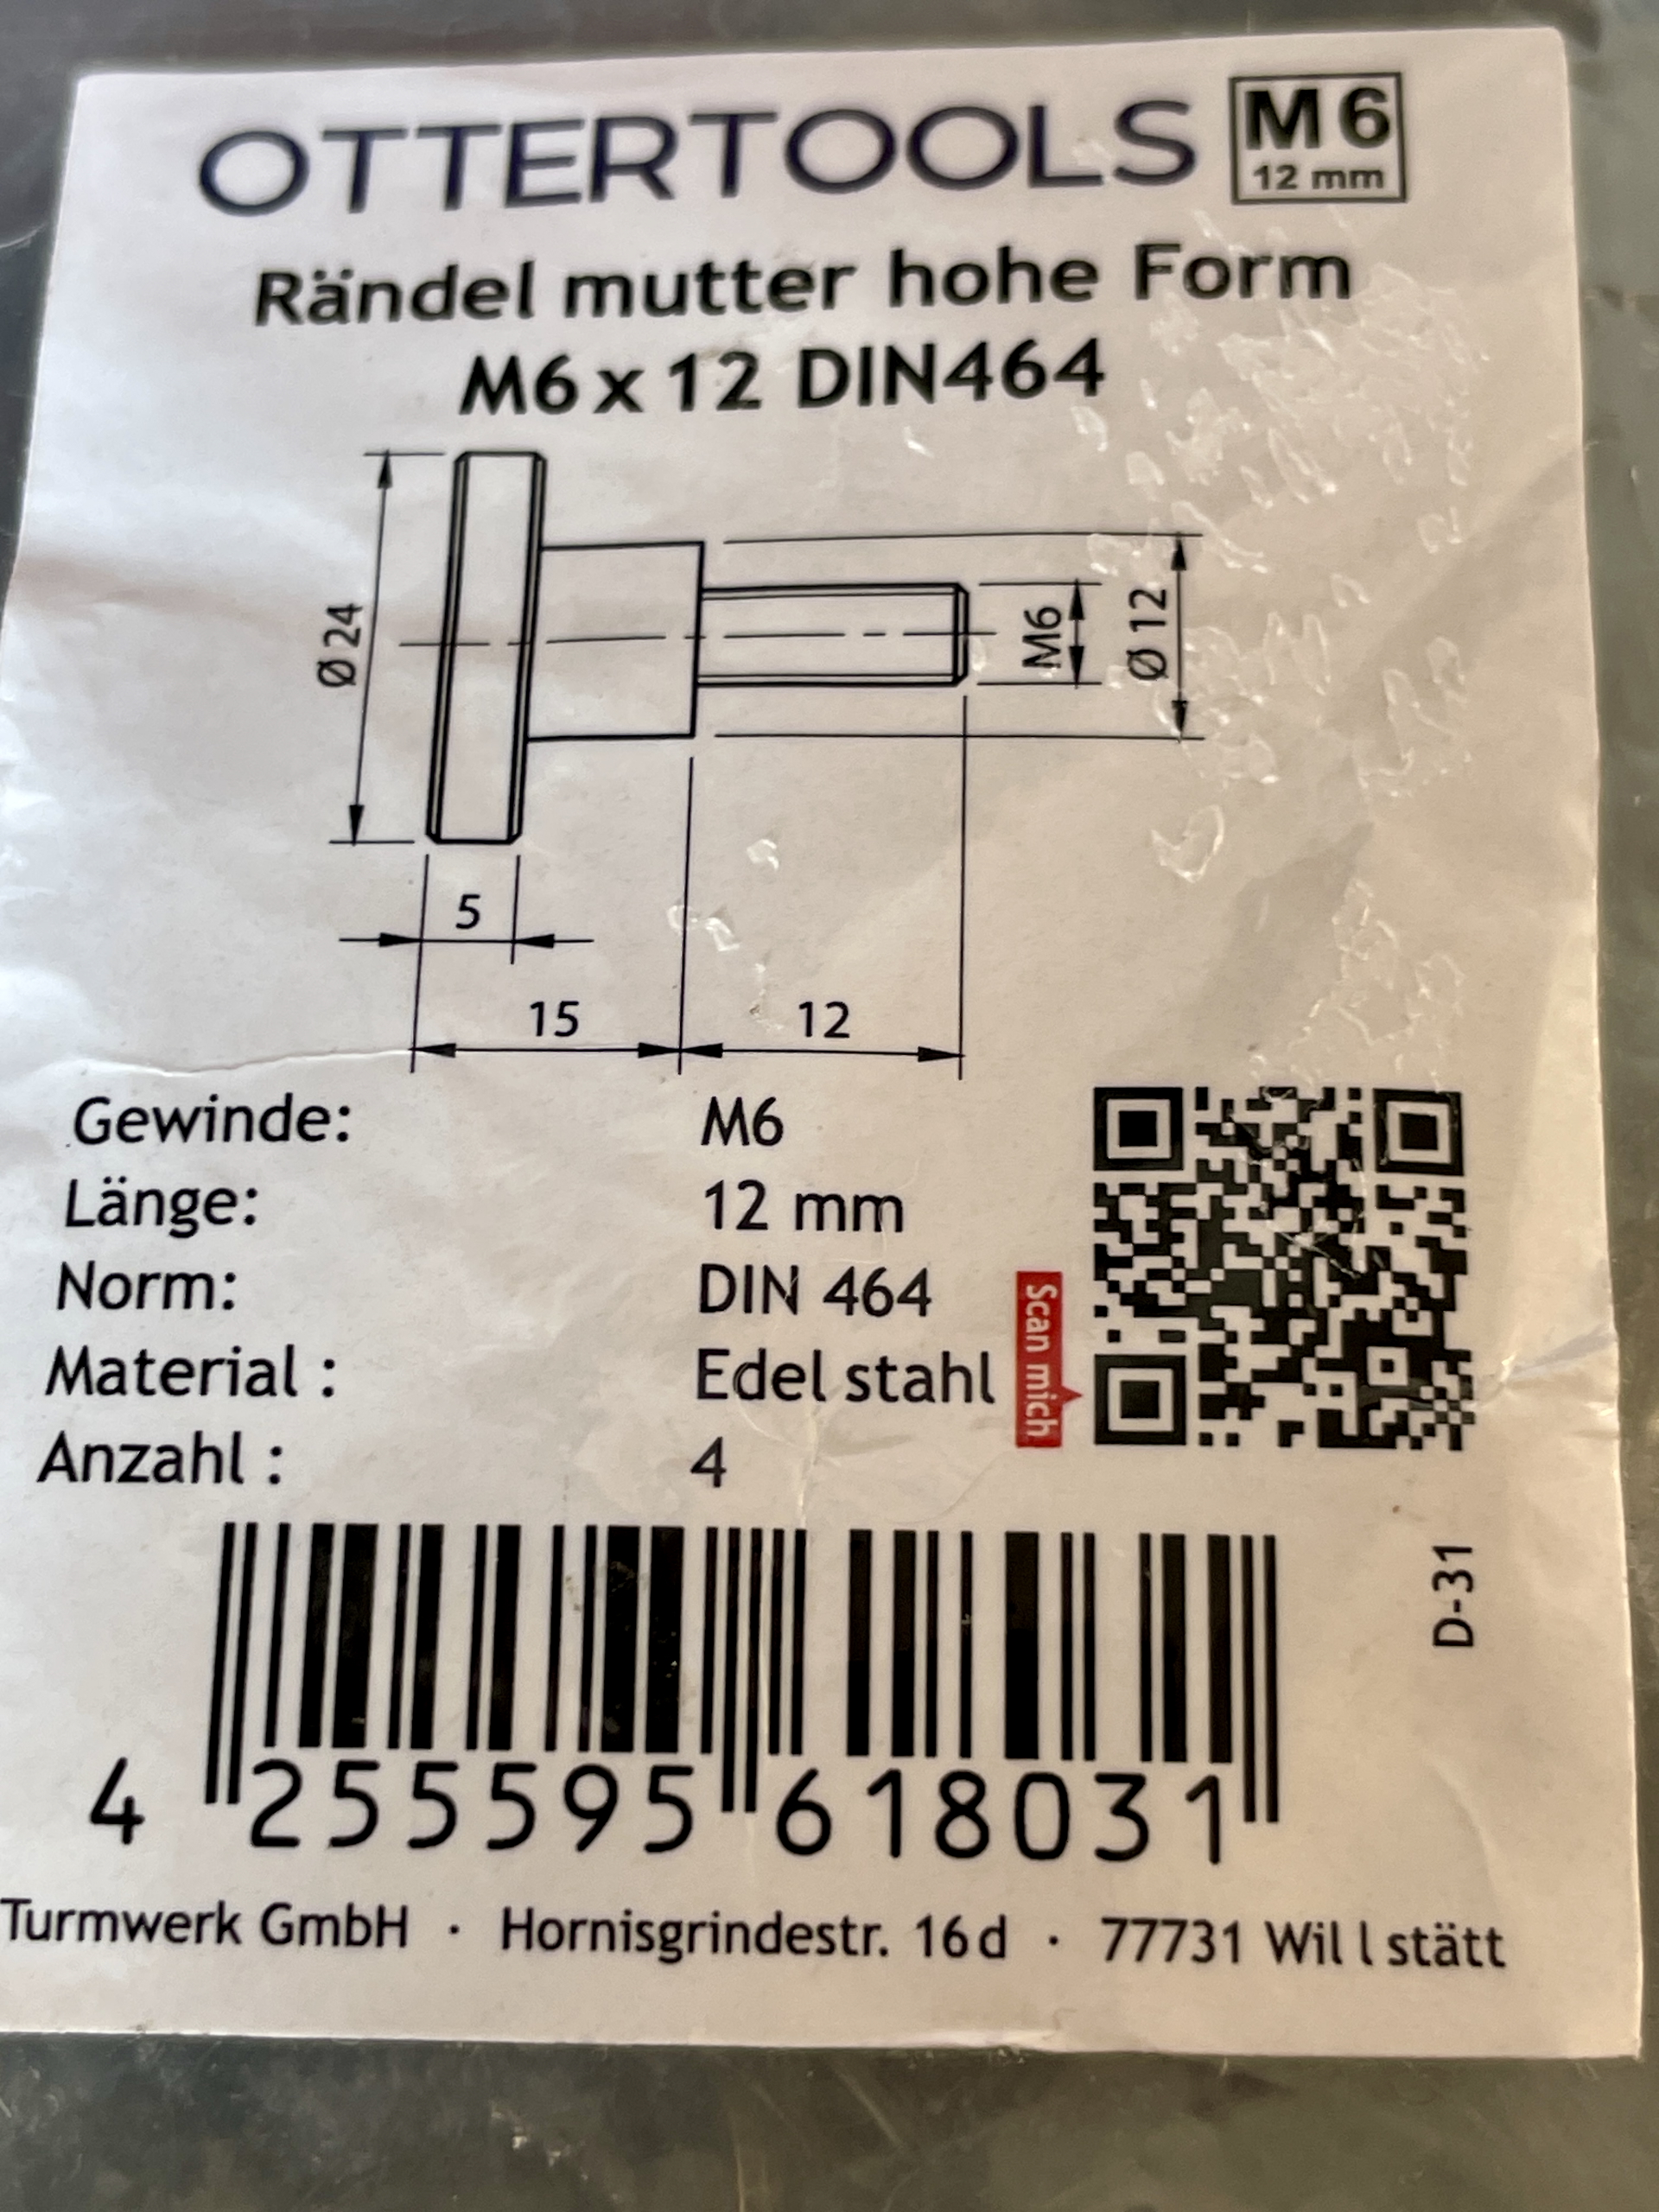 OTTERTOOLS
M6
12 mm
Rändel mutter hohe Form
M6 x 12 DIN464
Ø 24
M6
Ø 12
5
15
12
Gewinde: M6
Länge: 12 mm
Norm: DIN 464
Material : Edel stahl
Anzahl : 4
Scan mich
D-31
4 255595 618031
Turmwerk GmbH · Hornisgrindestr. 16d · 77731 Willstätt